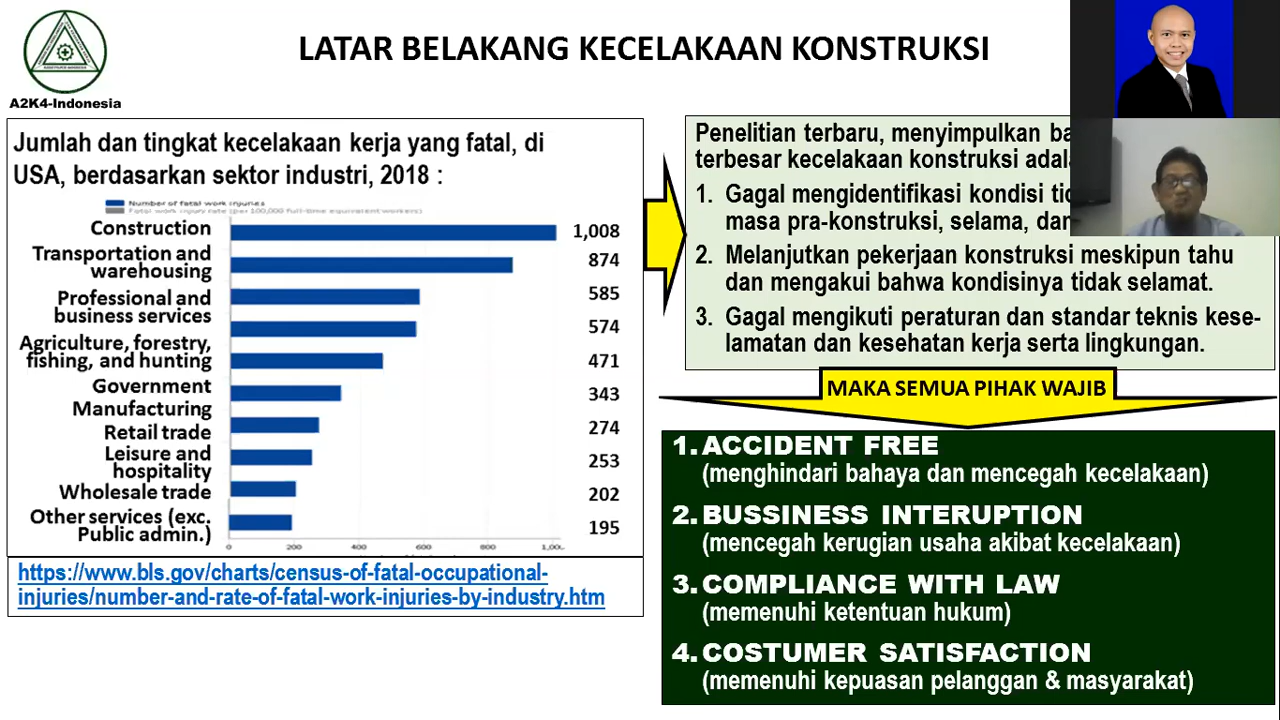 LATAR BELAKANG KECELAKAAN KONSTRUKSI
A2K4-Indonesia
Jumlah dan tingkat kecelakaan kerja yang fatal, di
USA, berdasarkan sektor industri, 2018 :
Number of fatal work injuries
Fatal work injury rate (per 100,000 full-time equivalent workers)
Construction 1,008
Transportation and
warehousing 874
Professional and
business services 585
574
Agriculture, forestry,
fishing, and hunting 471
Government 343
Manufacturing
Retail trade 274
Leisure and
hospitality 253
Wholesale trade 202
Other services (exc.
Public admin.) 195
0 200 400 600 800
https://www.bls.gov/charts/census-of-fatal-occupational-
injuries/number-and-rate-of-fatal-work-injuries-by-industry.htm
Penelitian terbaru, menyimpulkan
terbesar kecelakaan konstruksi
1. Gagal mengidentifikasi kondisi
masa pra-konstruksi, selama,
2. Melanjutkan pekerjaan konstruksi meskipun tahu
dan mengakui bahwa kondisinya tidak selamat.
3. Gagal mengikuti peraturan dan standar teknis kese-
lamatan dan kesehatan kerja serta lingkungan.
MAKA SEMUA PIHAK WAJIB
1. ACCIDENT FREE
(menghindari bahaya dan mencegah kecelakaan)
2. BUSSINESS INTERUPTION
(mencegah kerugian usaha akibat kecelakaan)
3. COMPLIANCE WITH LAW
(memenuhi ketentuan hukum)
4. COSTUMER SATISFACTION
(memenuhi kepuasan pelanggan & masyarakat)